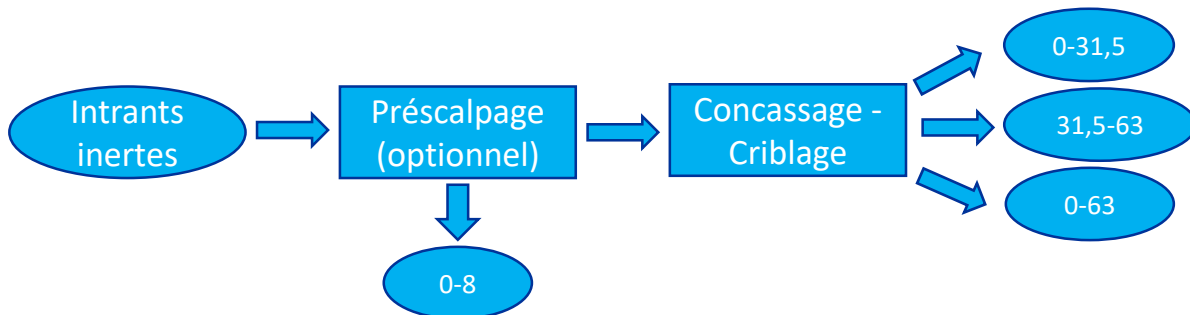 Intrants
inertes
Préscalpage
(optionnel)
Concassage -
Criblage
0-31,5
31,5-63
0-63
0-8